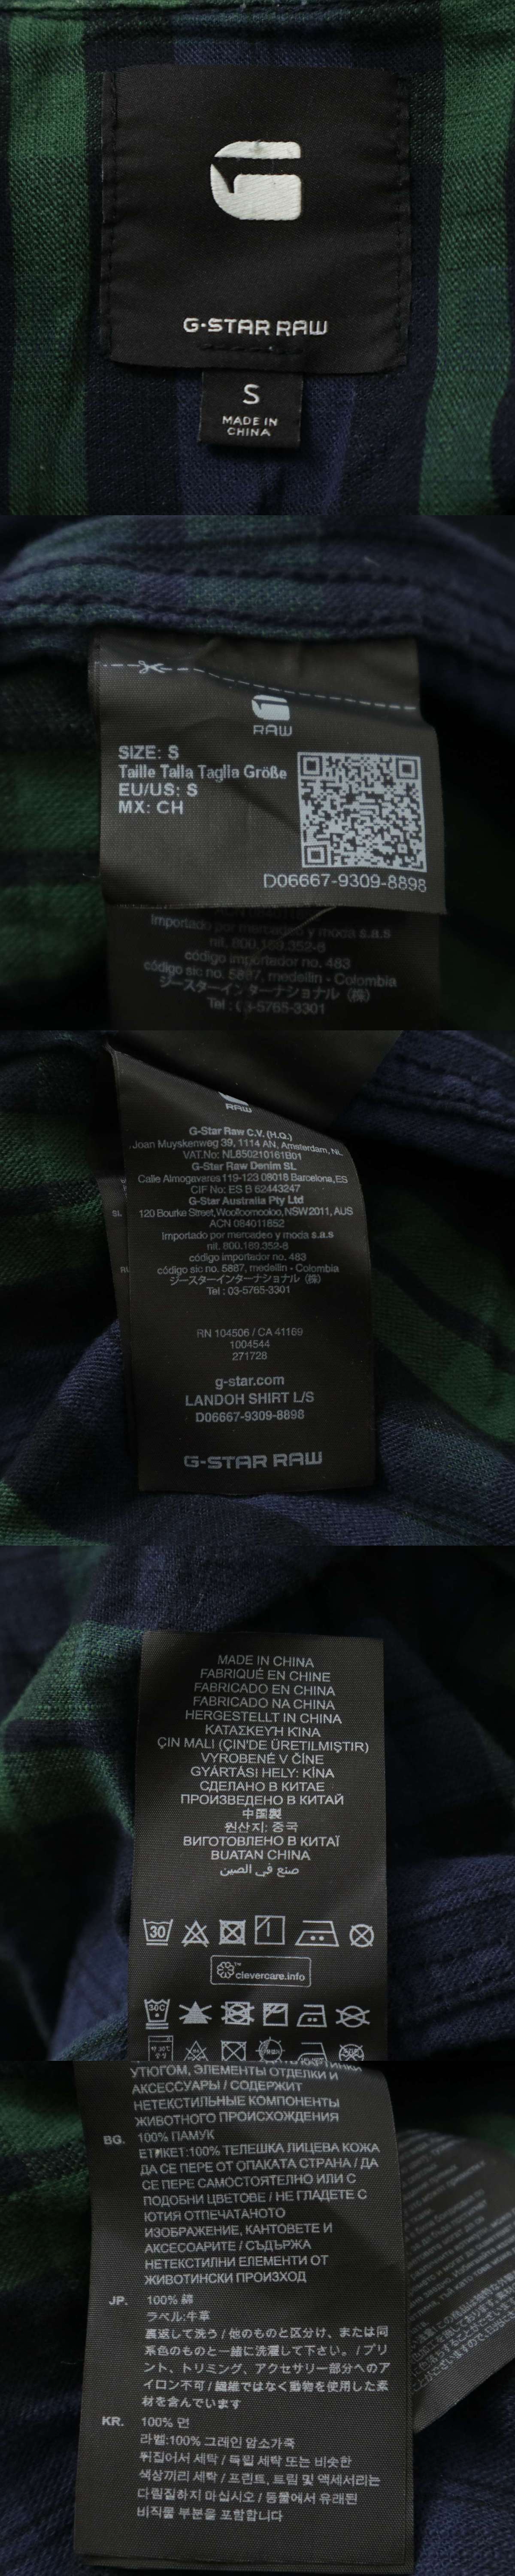 G-STAR RAW
S
MADE IN
CHINA
RAW
SIZE: S
Taille Talla Taglia Größe
EU/US: S
MX: CH
D06667-9309-8898
Importado por mercadeo y moda s.a.s
nit. 800.169.352-8
código importador no. 483
código sic no. 5887, medellin - Colombia
ジースターインターナショナル (株)
Tel : 03-5765-3301
RAW
G-Star Raw C.V. (H.Q.)
Joan Muyskenweg 39, 1114 AN, Amsterdam, NL.
VAT.No: NL850210161B01
G-Star Raw Denim SL
Calle Almogavares 119-123 08018 Barcelona, ES
CIF No: ES B 62443247
G-Star Australia Pty Ltd
120 Bourke Street, Woolloomooloo, NSW 2011, AUS
ACN 084011852
Importado por mercadeo y moda s.a.s
nit. 800.169.352-8
código importador no. 483
código sic no. 5887, medellin - Colombia
ジースターインターナショナル (株)
Tel : 03-5765-3301
RN 104506 / CA 41169
1004544
271728
g-star.com
LANDOH SHIRT L/S
D06667-9309-8898
G-STAR RAW
MADE IN CHINA
FABRIQUÉ EN CHINE
FABRICADO EN CHINA
FABRICADO NA CHINA
HERGESTELLT IN CHINA
ΚΑΤΑΣΚΕΥΉ ΚΊΝΑ
ÇIN MALI (ÇIN'DE ÜRETILMIŞTIR)
VYROBENÉ V ČÍNE
GYÁRTÁSI HELY: KÍNA
СДЕЛАНО В КИТАЕ
ПРОИЗВЕДЕНО В КИТАЙ
中国製
원산지: 중국
ВИГОТОВЛЕНО В КИТАЇ
BUATAN CHINA
صنع في الصين
30
clevercare.info
30C
УТЮГОМ, ЭЛЕМЕНТЫ ОТДЕЛКИ И
АКСЕССУАРЫ / СОДЕРЖИТ
НЕТЕКСТИЛЬНЫЕ КОМПОНЕНТЫ
ЖИВОТНОГО ПРОИСХОЖДЕНИЯ
BG. 100% ПАМУК
ЕТИКЕТ:100% ТЕЛЕШКА ЛИЦЕВА КОЖА
ДА СЕ ПЕРЕ ОТ ОПАКАТА СТРАНА / ДА
СЕ ПЕРЕ САМОСТОЯТЕЛНО ИЛИ С
ПОДОБНИ ЦВЕТОВЕ / НЕ ГЛАДЕТЕ С
ЮТИЯ ОТПЕЧАТАНОТО
ИЗОБРАЖЕНИЕ, КАНТОВЕТЕ И
АКСЕСОАРИТЕ / СЪДЪРЖА
НЕТЕКСТИЛНИ ЕЛЕМЕНТИ ОТ
ЖИВОТИНСКИ ПРОИЗХОД
JP. 100% 綿
ラベル:牛革
裏返して洗う / 他のものと区分け、または同
系色のものと一緒に洗濯して下さい。 / プリ
ント、トリミング、アクセサリー部分へのア
イロン不可 / 繊維ではなく動物を使用した素
材を含んでいます
KR. 100% 면
라벨:100% 그레인 암소가죽
뒤집어서 세탁 / 독립 세탁 또는 비슷한
색상끼리 세탁 / 프린트, 트림 및 액세서리는
다림질하지 마십시오 / 동물에서 유래된
비직물 부분을 포함합니다